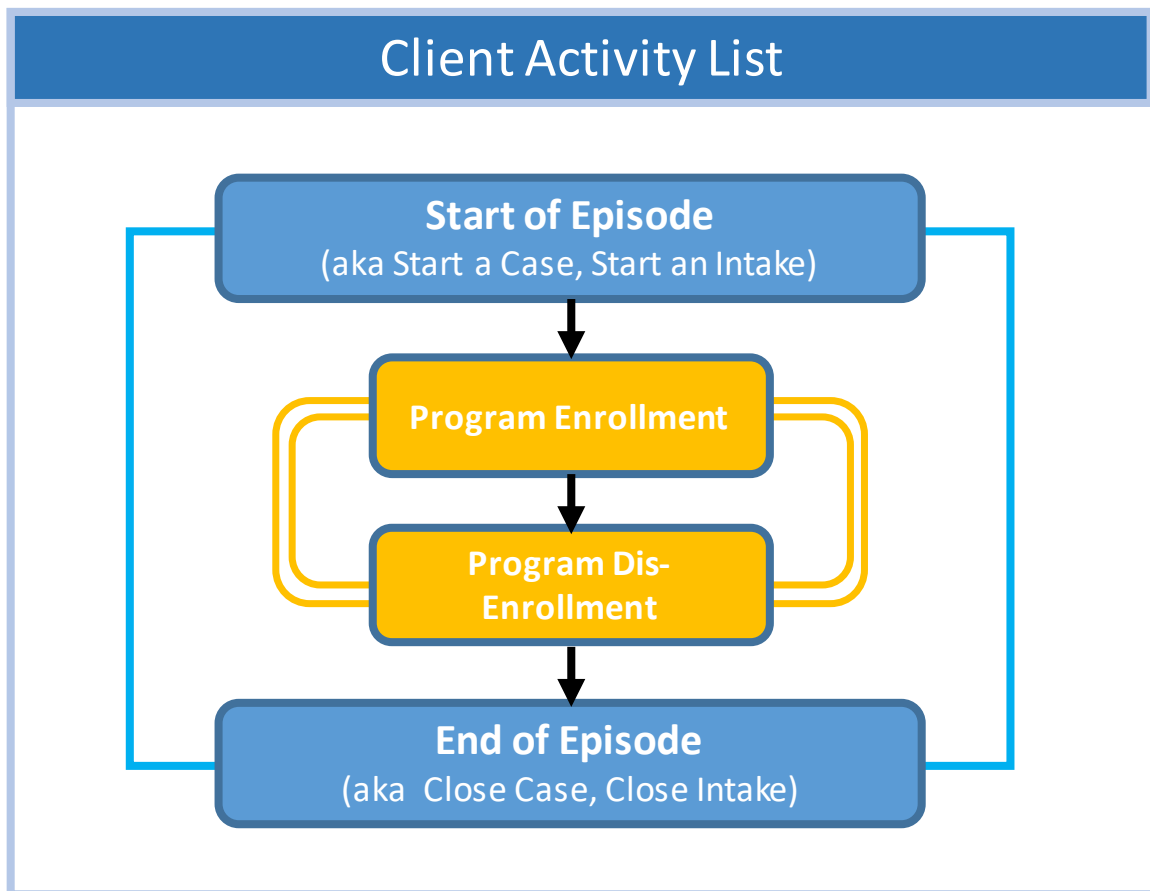 Client Activity List
Start of Episode
(aka Start a Case, Start an Intake)
Program Enrollment
Program Dis-
Enrollment
End of Episode
(aka Close Case, Close Intake)